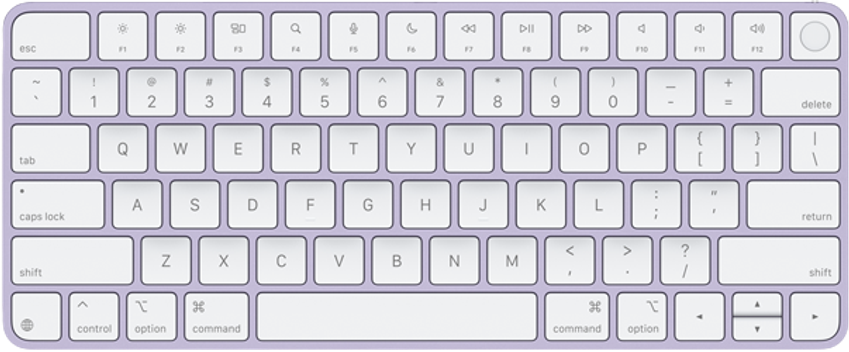 esc F1 F2 F3 F4 F5 F6 F7 F8 F9 F10 F11 F12
~ ! @ # $ % ^ & * ( ) — +
` 1 2 3 4 5 6 7 8 9 0 - = delete
tab Q W E R T Y U I O P { [ } ] | \
caps lock A S D F G H J K L : ; " ' return
shift Z X C V B N M < , > . ? / shift
control option ⌘ command ⌘ command option